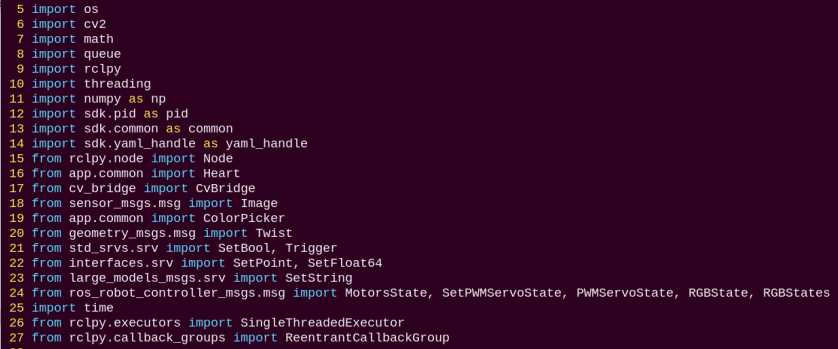 5 import os
6 import cv2
7 import math
8 import queue
9 import rclpy
10 import threading
11 import numpy as np
12 import sdk.pid as pid
13 import sdk.common as common
14 import sdk.yaml_handle as yaml_handle
15 from rclpy.node import Node
16 from app.common import Heart
17 from cv_bridge import CvBridge
18 from sensor_msgs.msg import Image
19 from app.common import ColorPicker
20 from geometry_msgs.msg import Twist
21 from std_srvs.srv import SetBool, Trigger
22 from interfaces.srv import SetPoint, SetFloat64
23 from large_models_msgs.srv import SetString
24 from ros_robot_controller_msgs.msg import MotorsState, SetPWMServoState, PWMServoState, RGBState, RGBStates
25 import time
26 from rclpy.executors import SingleThreadedExecutor
27 from rclpy.callback_groups import ReentrantCallbackGroup